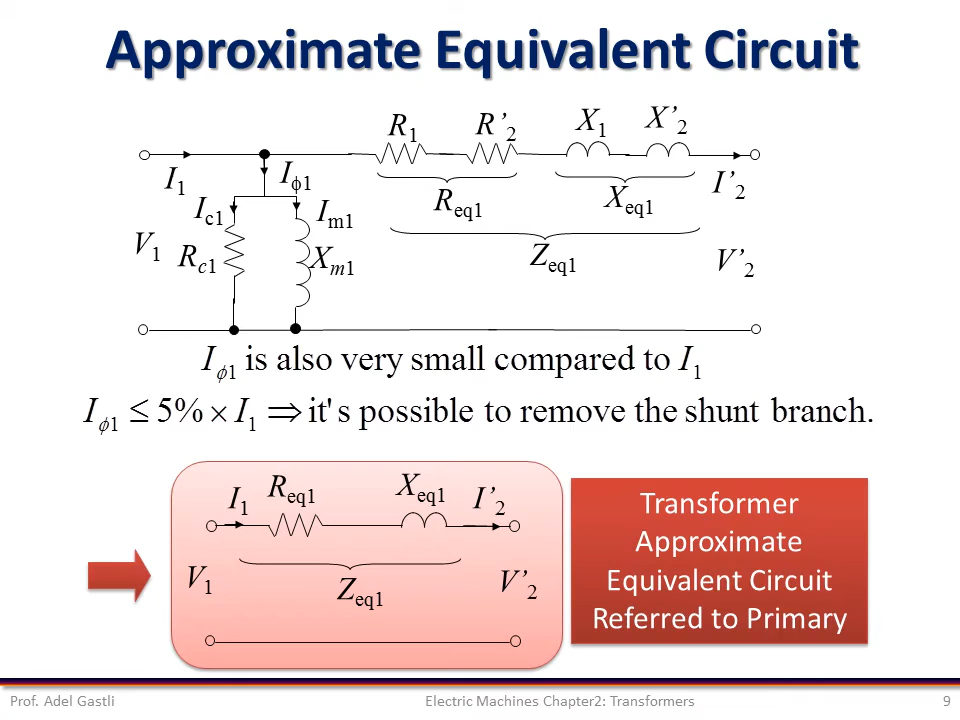 Approximate Equivalent Circuit
R1 R’2 X1 X’2
I1 Iϕ1 I’2
Ic1 Im1 Req1 Xeq1
V1 Rc1 Xm1 Zeq1 V’2
Iϕ1 is also very small compared to I1
Iϕ1 ≤ 5% × I1 ⇒ it's possible to remove the shunt branch.
I1 Req1 Xeq1 I’2
V1 Zeq1 V’2
Transformer
Approximate
Equivalent Circuit
Referred to Primary
Prof. Adel Gastli Electric Machines Chapter2: Transformers 9